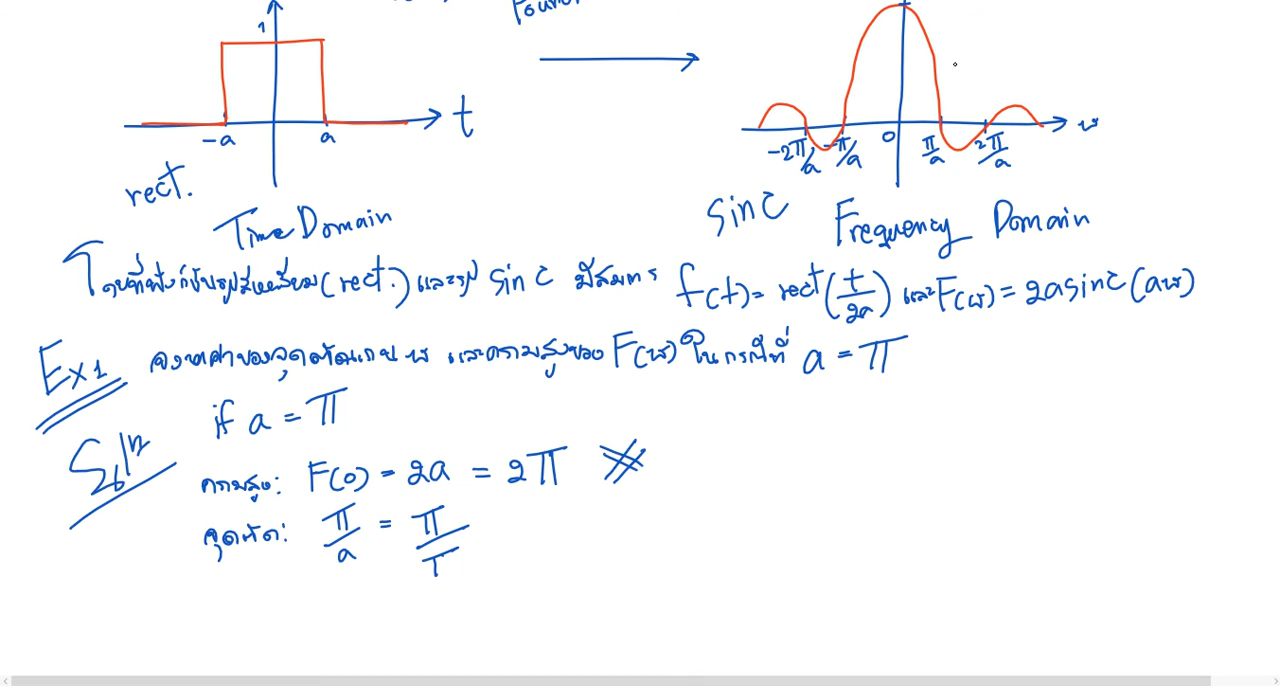 1
-a a t
-2π/a -π/a 0 π/a 2π/a w
rect. Time Domain
sinc Frequency Domain
โดยที่ฟังก์ชันรูปสี่เหลี่ยม(rect.) และรูป sinc มีสมการ f(t) = rect(t/2a) และ F(w) = 2a sinc(aw)
Ex1 จงหาค่าของจุดตัดแกน w และความสูงของ F(w) ในกรณีที่ a = π
if a = π
Soln
ความสูง: F(0) = 2a = 2π
จุดตัด: π/a = π/